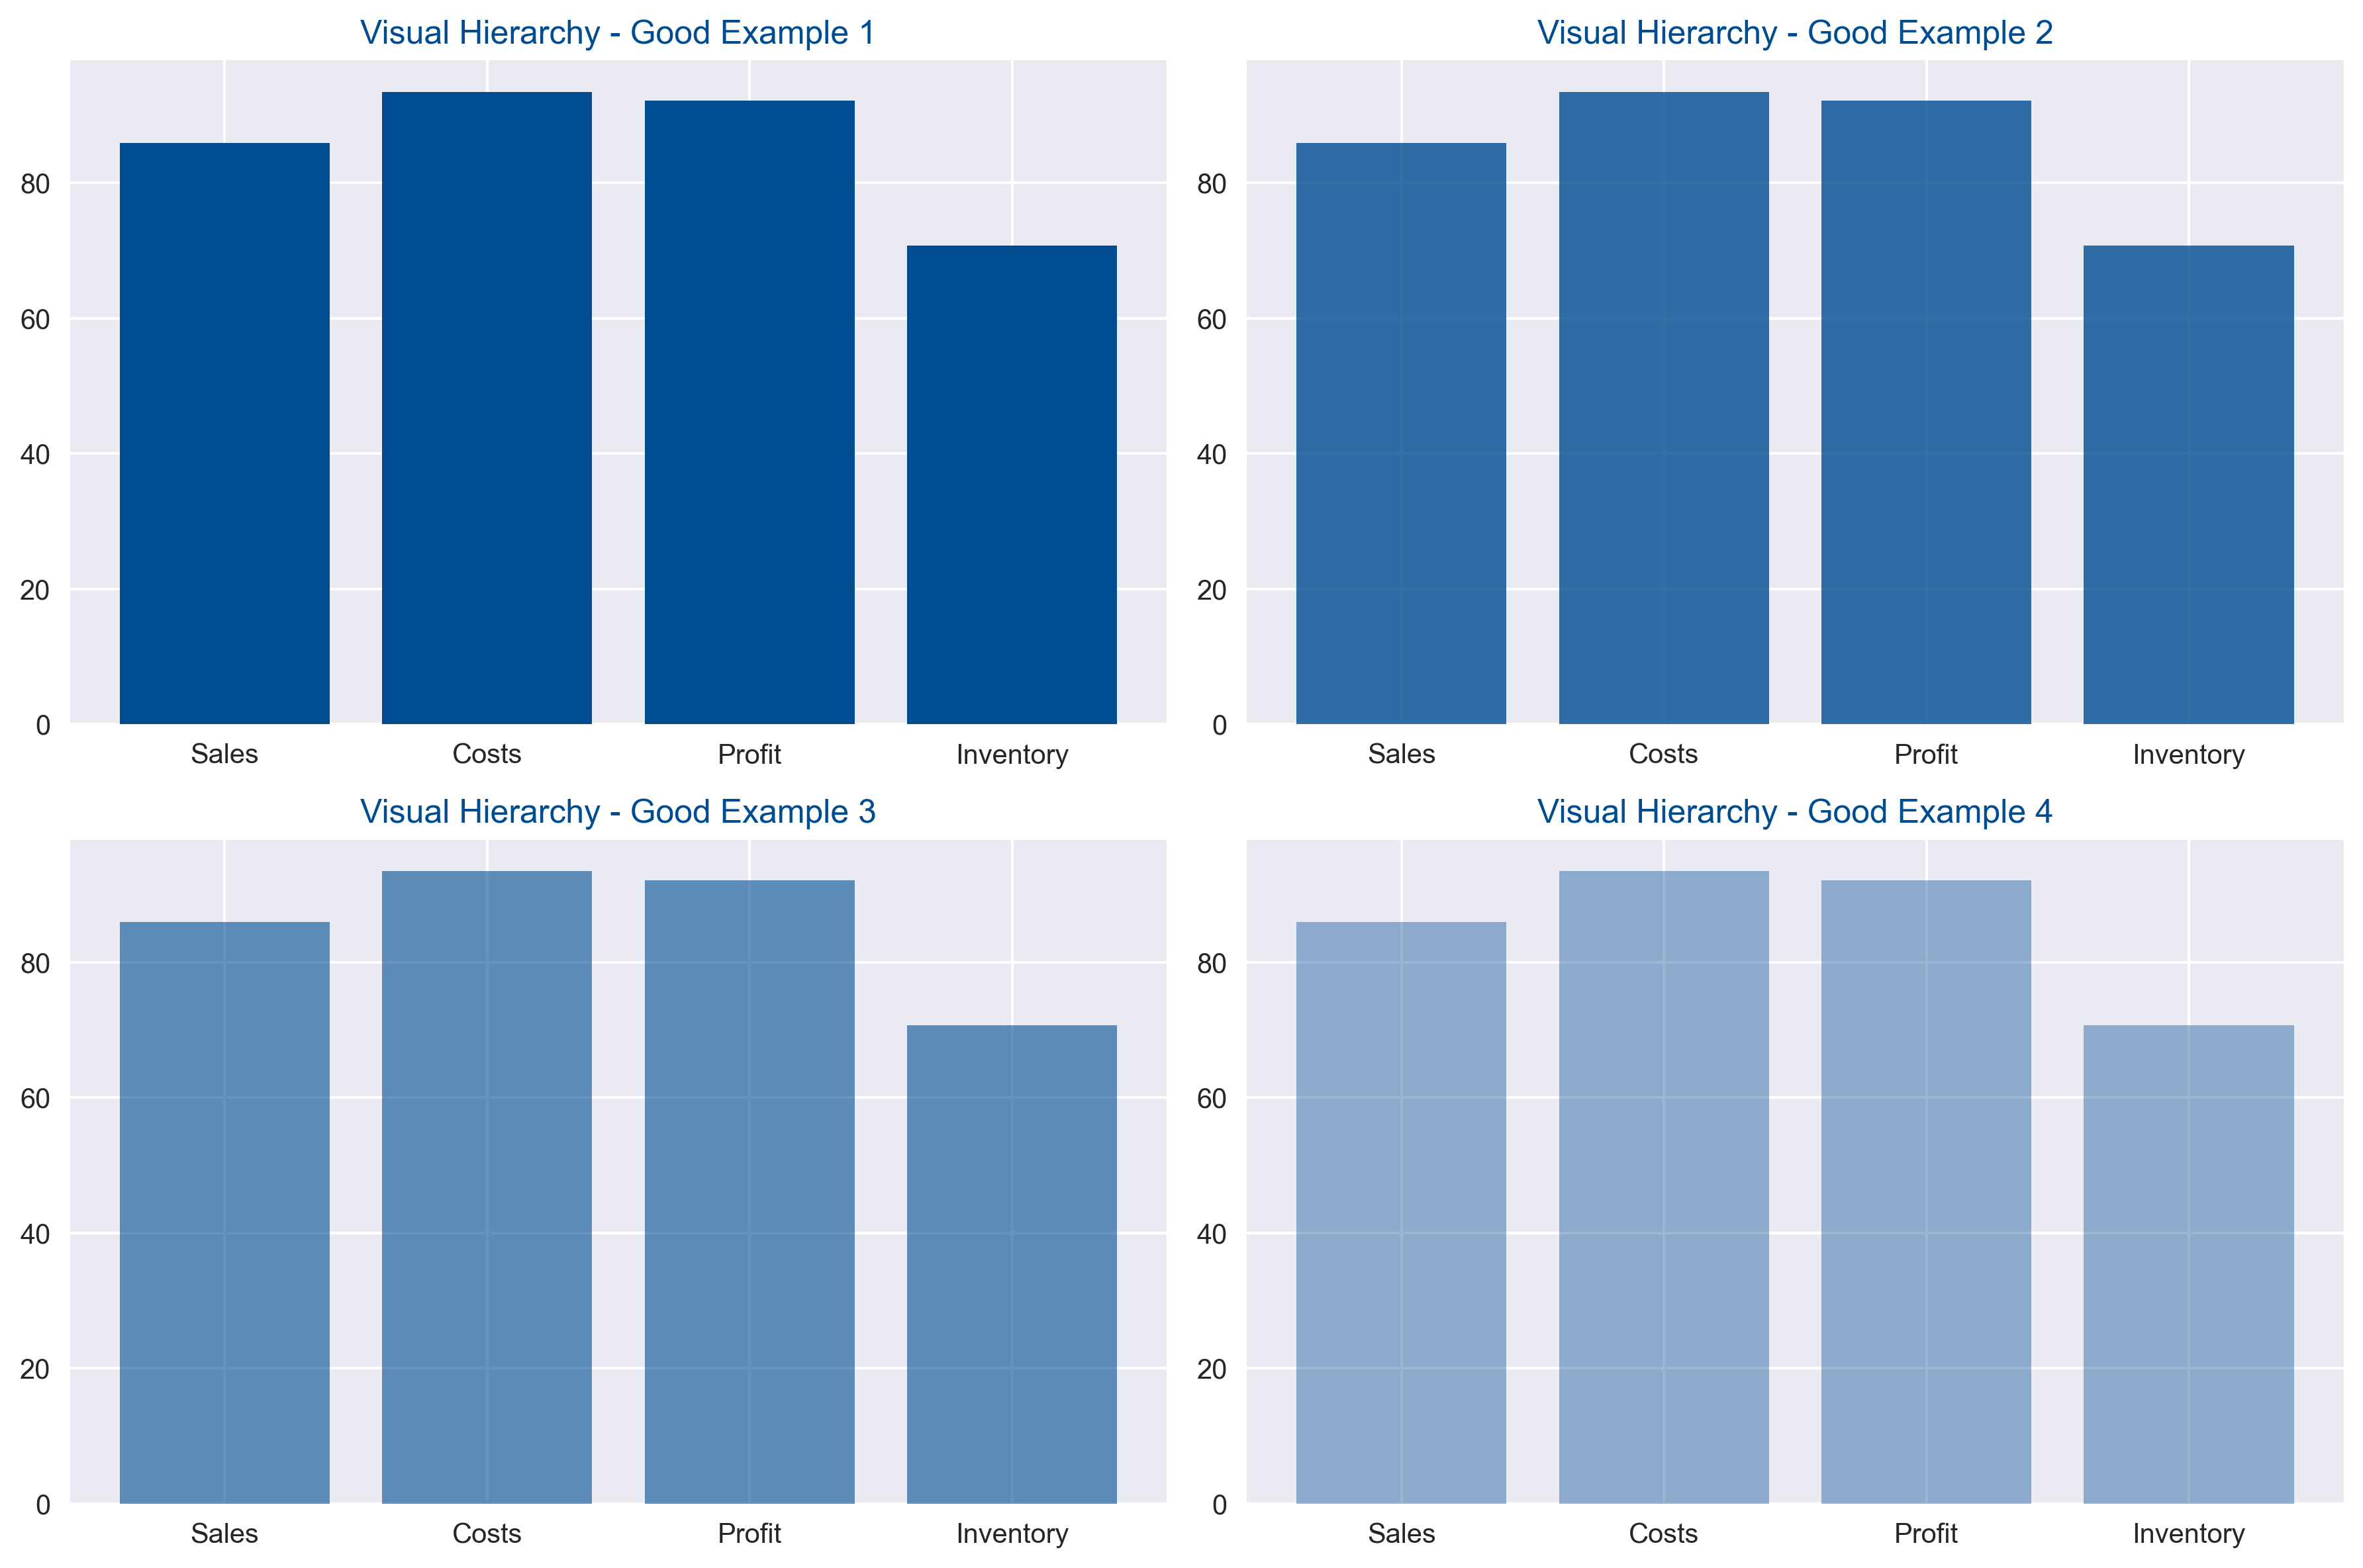 Visual Hierarchy - Good Example 1
80
60
40
20
0
Sales Costs Profit Inventory
Visual Hierarchy - Good Example 2
80
60
40
20
0
Sales Costs Profit Inventory
Visual Hierarchy - Good Example 3
80
60
40
20
0
Sales Costs Profit Inventory
Visual Hierarchy - Good Example 4
80
60
40
20
0
Sales Costs Profit Inventory